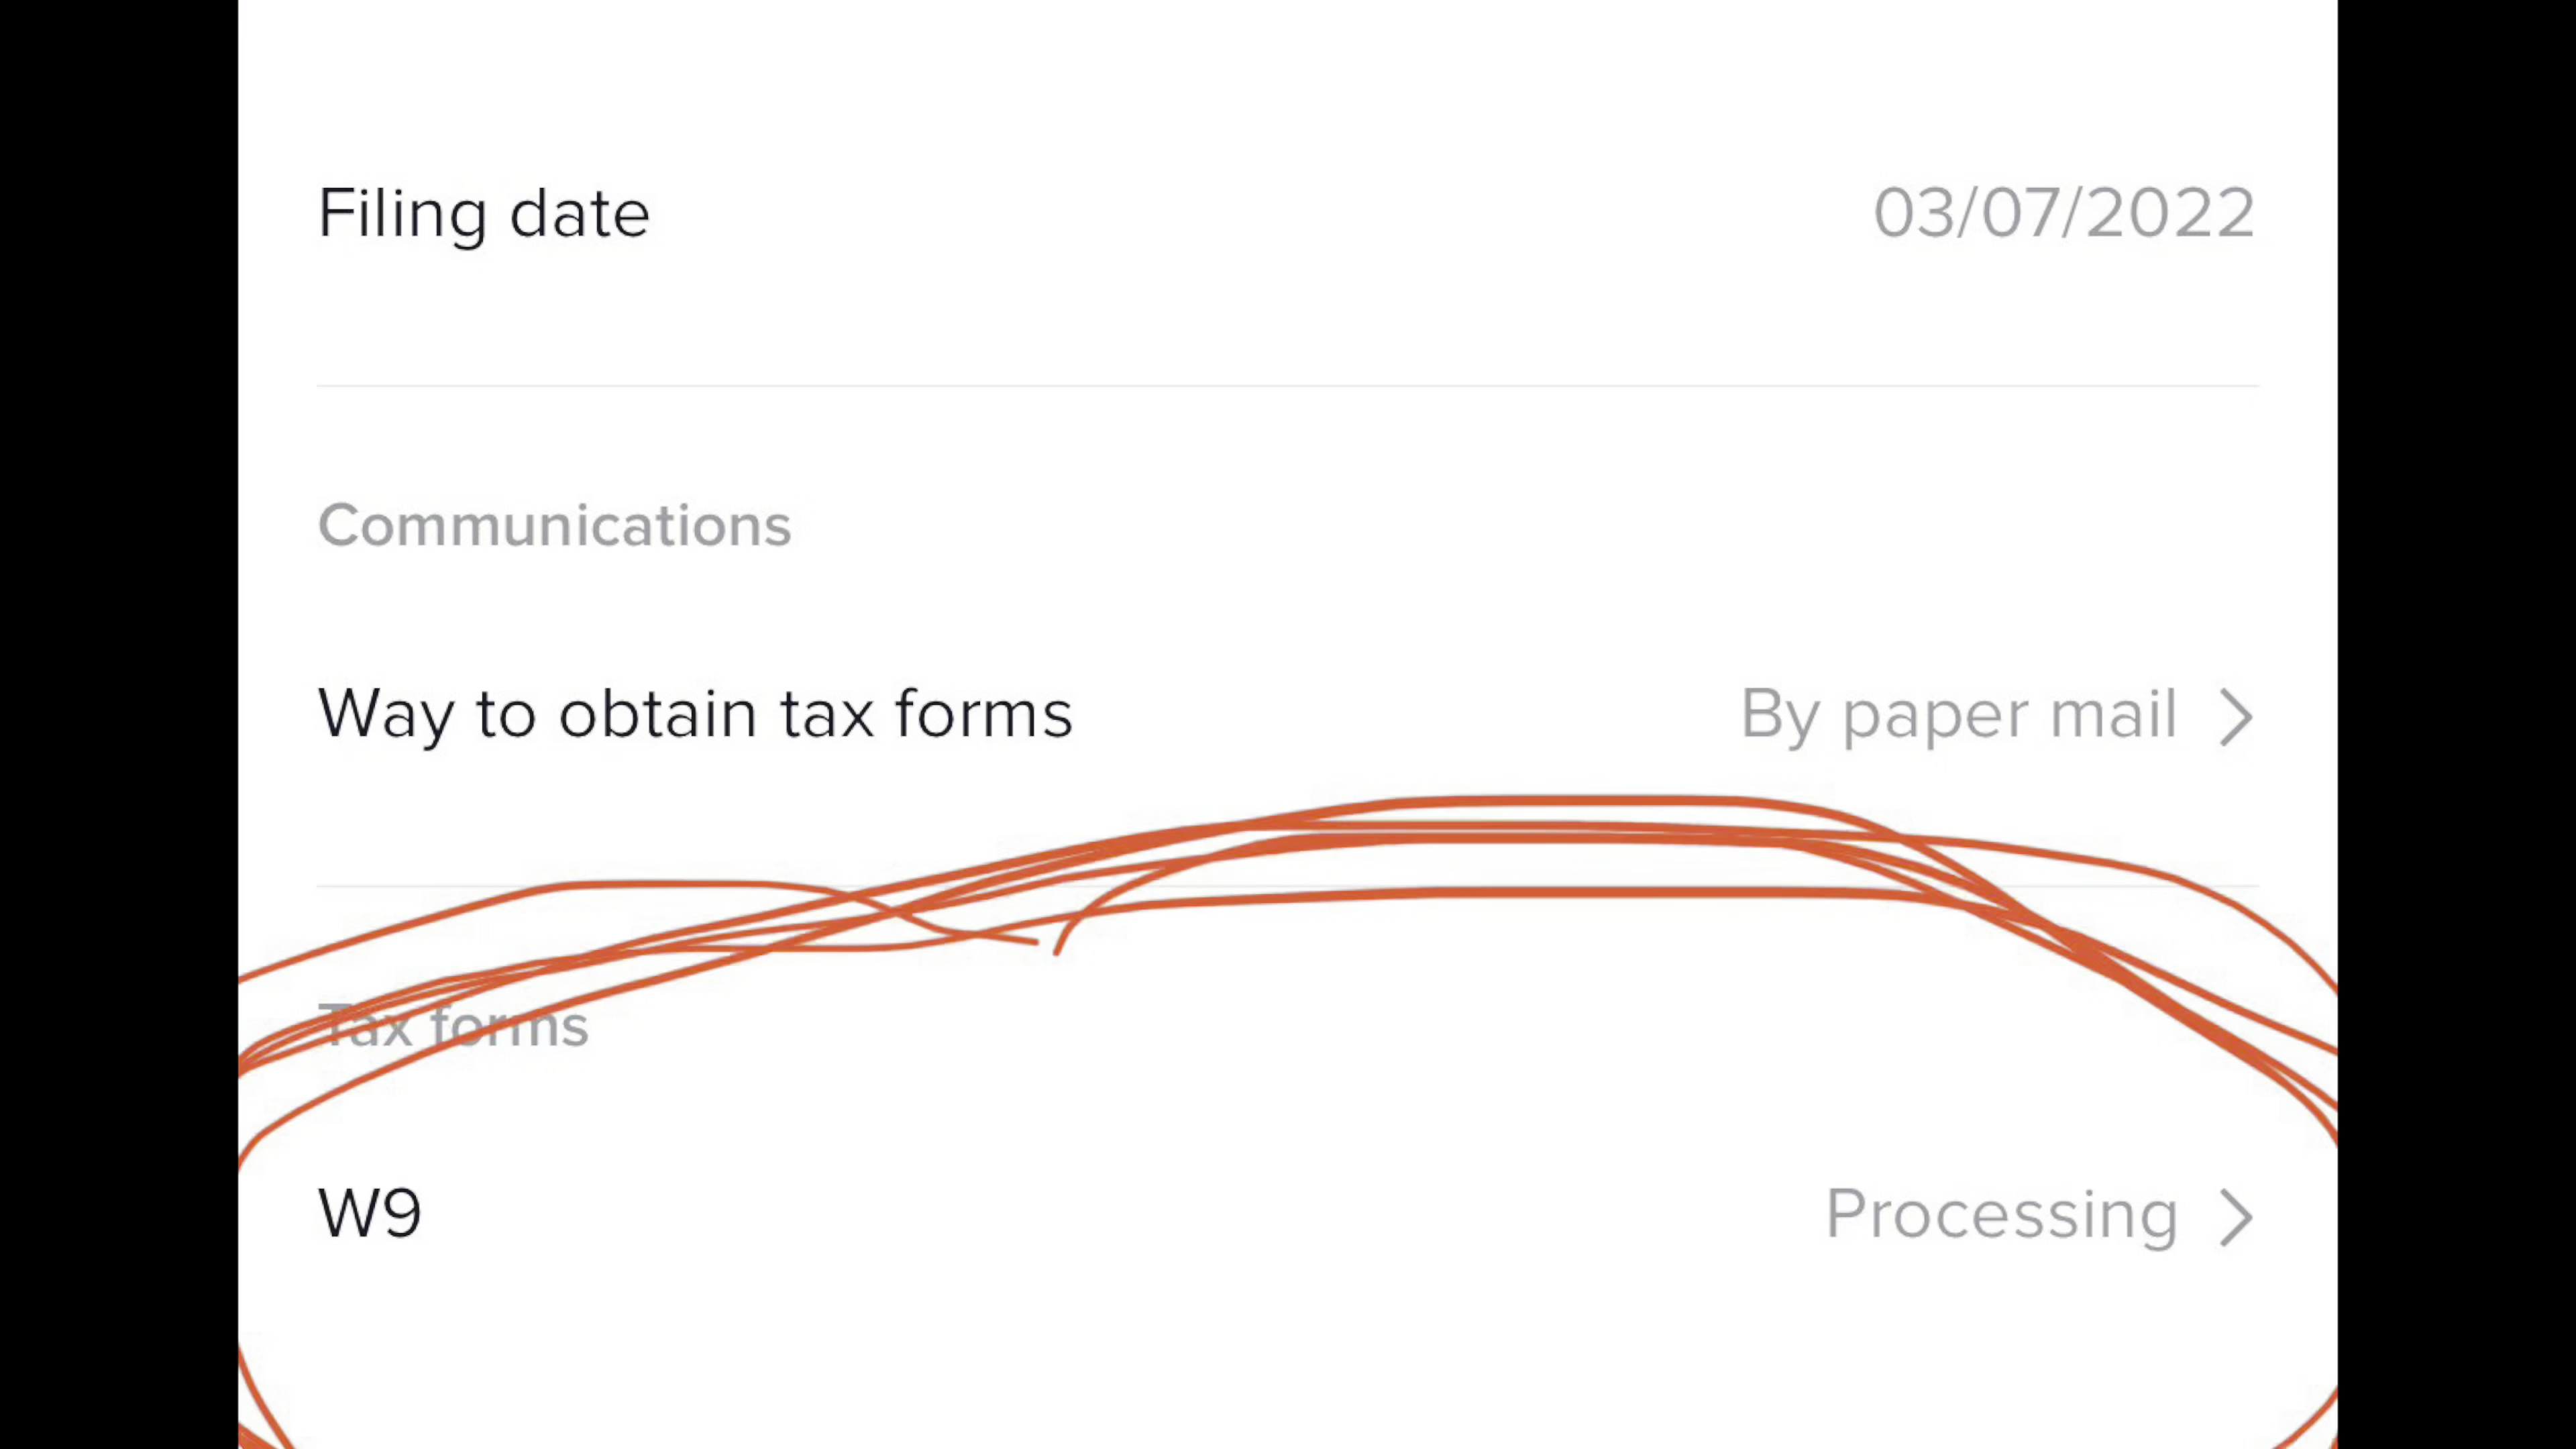 Filing date 03/07/2022
Communications
Way to obtain tax forms By paper mail
Tax forms
W9 Processing